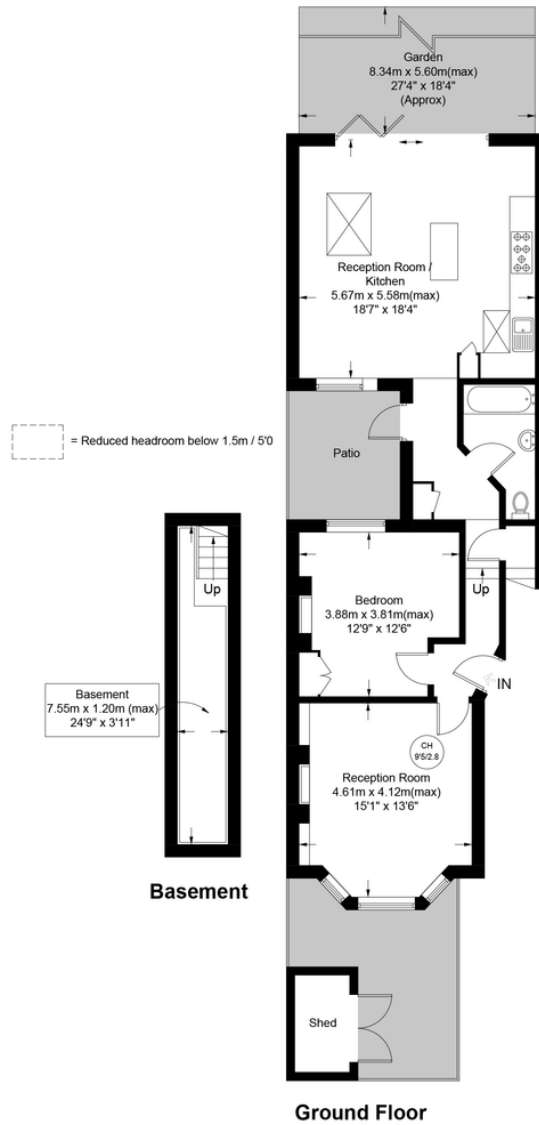 Garden
8.34m x 5.60m(max)
27'4" x 18'4"
(Approx)
Reception Room /
Kitchen
5.67m x 5.58m(max)
18'7" x 18'4"
= Reduced headroom below 1.5m / 5'0
Patio
Up
Bedroom
3.88m x 3.81m(max)
12'9" x 12'6"
Up
IN
Basement
7.55m x 1.20m (max)
24'9" x 3'11"
CH
9'5/2.8
Reception Room
4.61m x 4.12m(max)
15'1" x 13'6"
Basement
Shed
Ground Floor